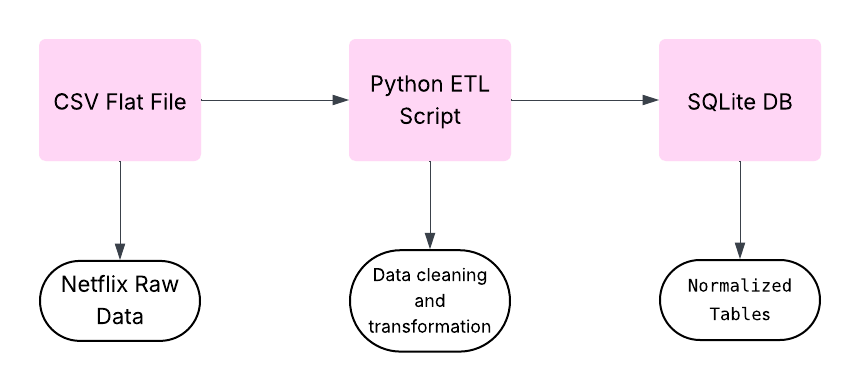 CSV Flat File
Python ETL
Script
SQLite DB
Netflix Raw
Data
Data cleaning
and
transformation
Normalized
Tables